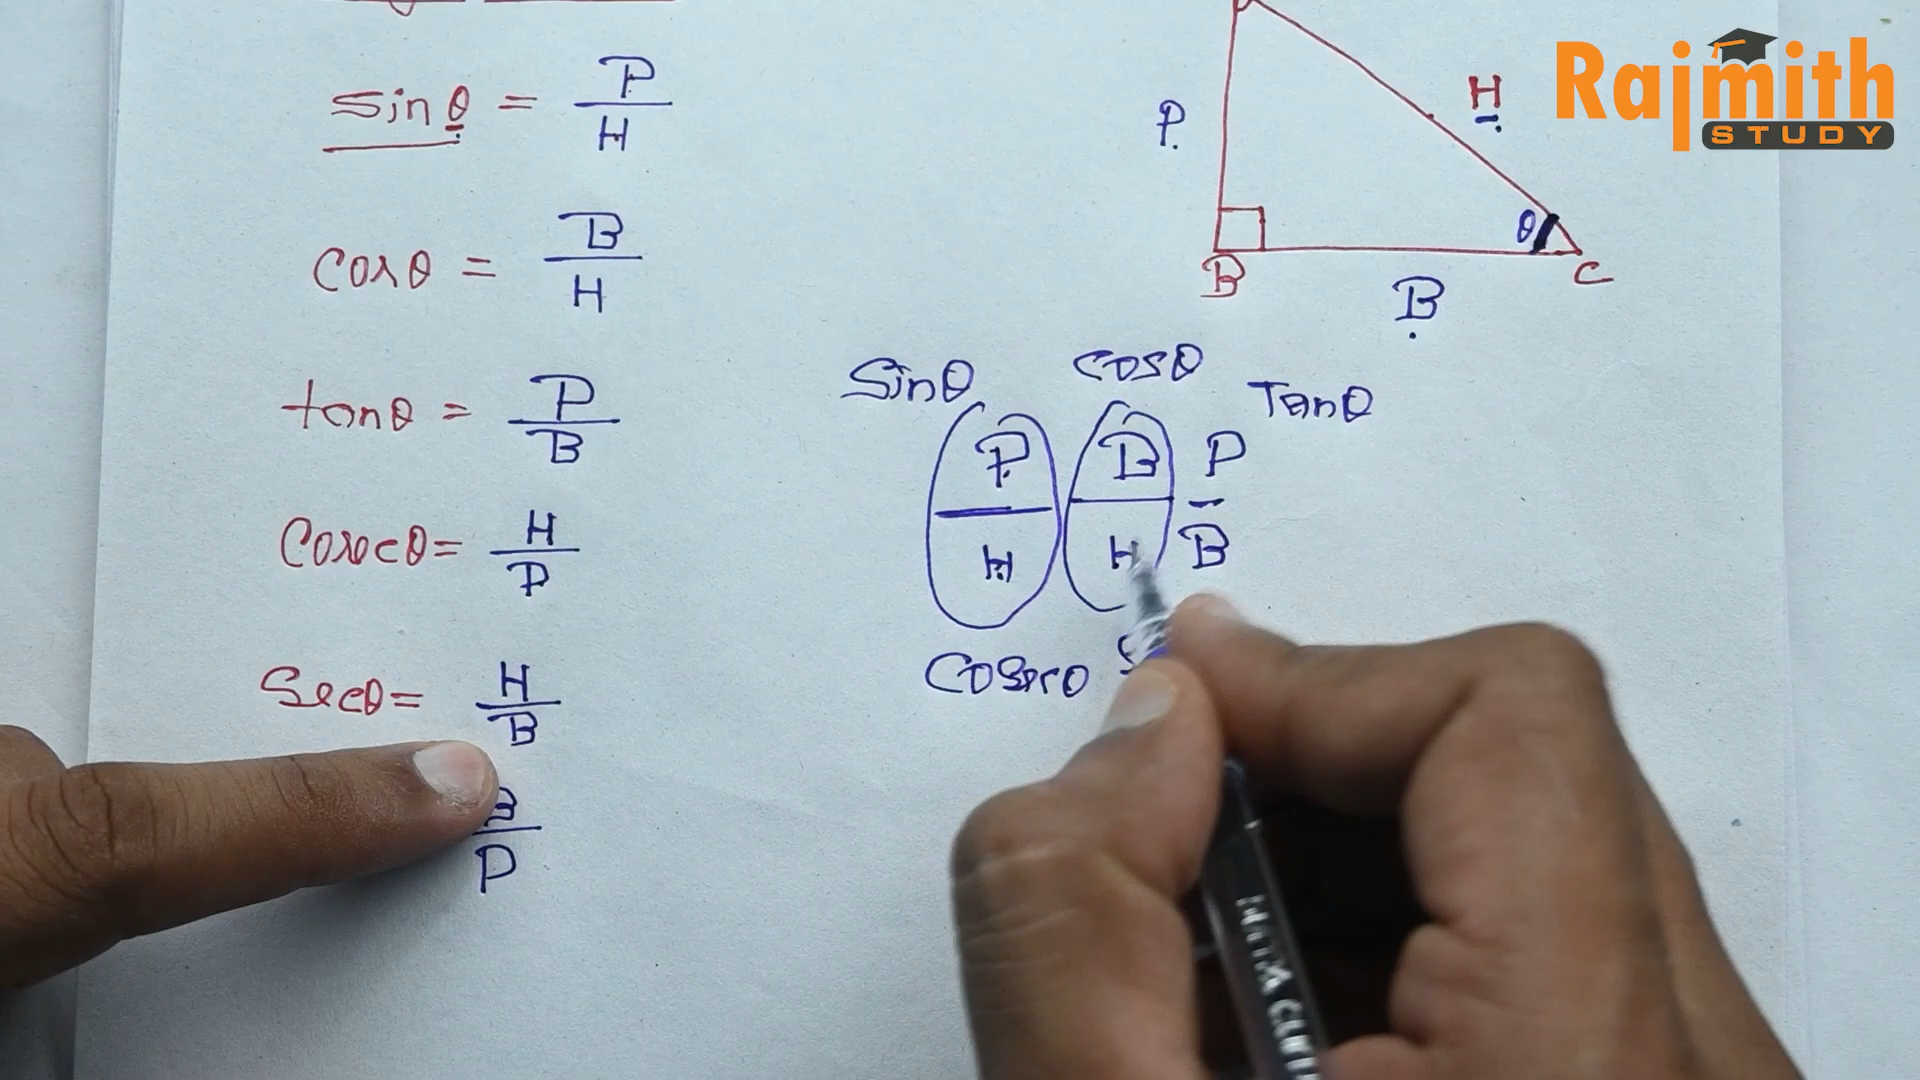 sinθ = P/H
cosθ = B/H
tanθ = P/B
Cosecθ = H/P
Secθ = H/B
B/P
P
H
θ
B
C
B
Sinθ
Cosθ
Tanθ
P/H
B/H
P/B
Cosecθ
Rajmith
STUDY